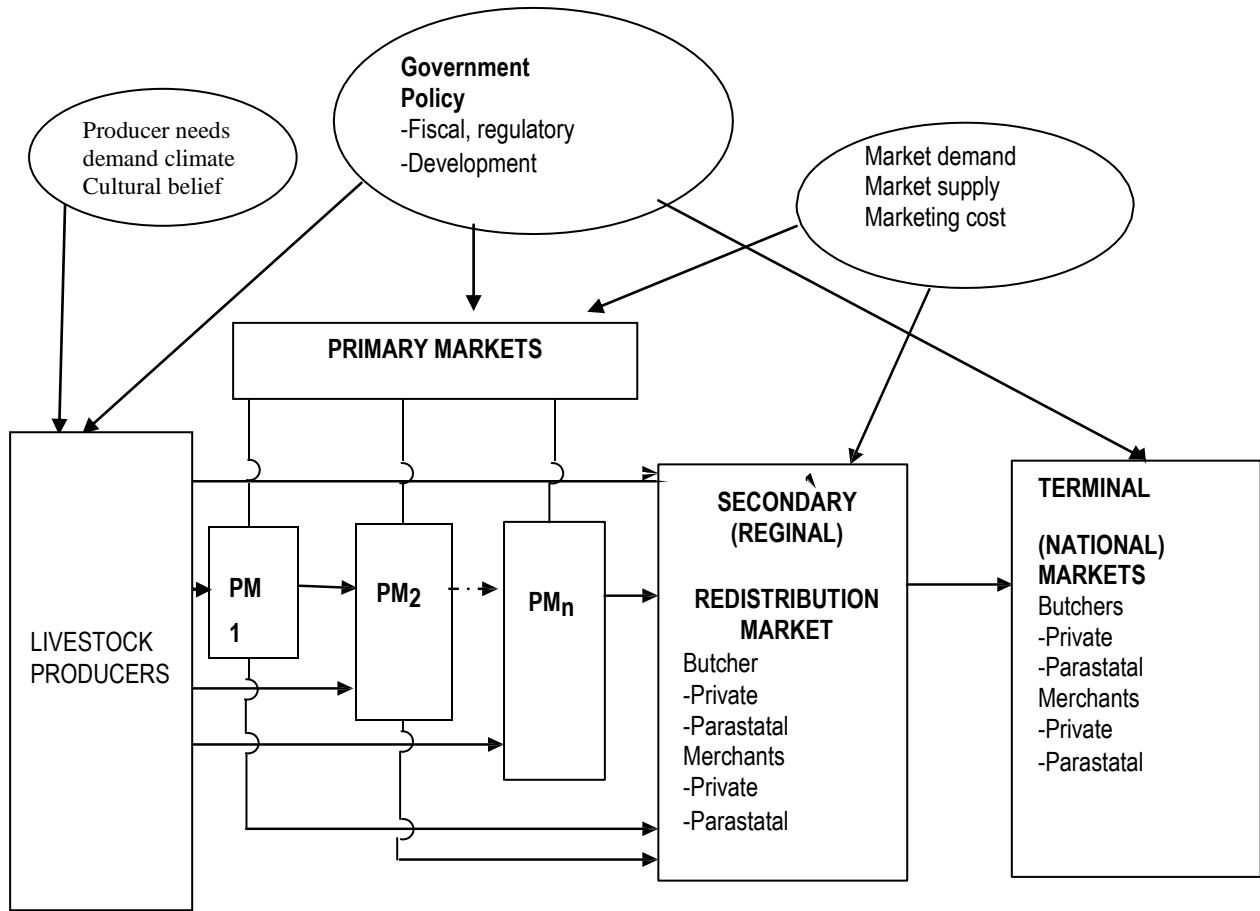 Government
Policy
-Fiscal, regulatory
-Development
Producer needs
demand climate
Cultural belief
Market demand
Market supply
Marketing cost
PRIMARY MARKETS
LIVESTOCK
PRODUCERS
PM
1
PM2
PMn
SECONDARY
(REGINAL)
REDISTRIBUTION
MARKET
Butcher
-Private
-Parastatal
Merchants
-Private
-Parastatal
TERMINAL
(NATIONAL)
MARKETS
Butchers
-Private
-Parastatal
Merchants
-Private
-Parastatal